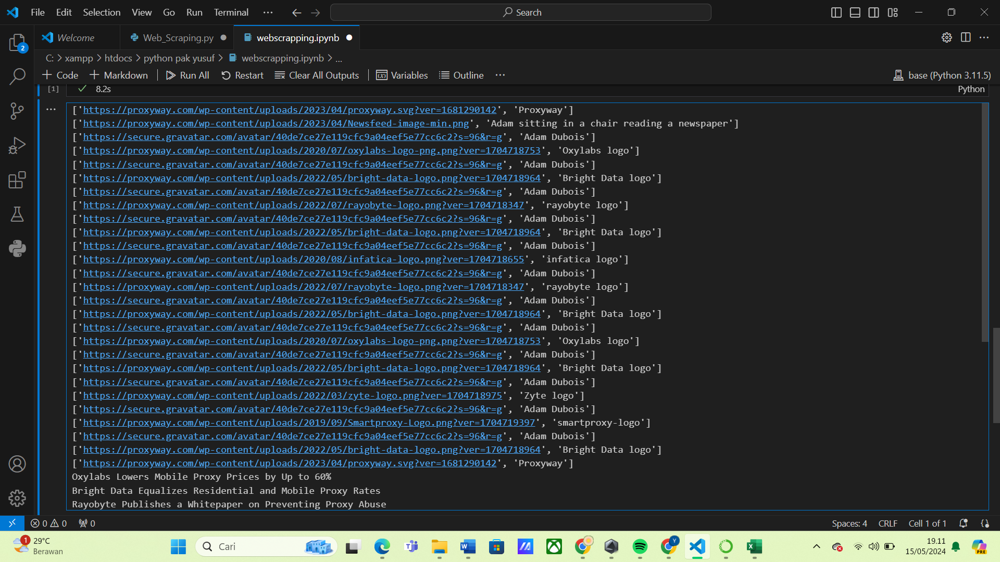 File Edit Selection View Go Run Terminal ... Search
Welcome Web_Scraping.py webscrapping.ipynb
2
C: > xampp > htdocs > python pak yusuf > webscrapping.ipynb > ...
+ Code + Markdown Run All Restart Clear All Outputs Variables Outline ... base (Python 3.11.5)
[1] 8.2s Python
['https://proxyway.com/wp-content/uploads/2023/04/proxyway.svg?ver=1681290142', 'Proxyway']
['https://proxyway.com/wp-content/uploads/2023/04/Newsfeed-image-min.png', 'Adam sitting in a chair reading a newspaper']
['https://secure.gravatar.com/avatar/40de7ce27e119cfc9a04eef5e77cc6c2?s=96&r=g', 'Adam Dubois']
['https://proxyway.com/wp-content/uploads/2020/07/oxylabs-logo-png.png?ver=1704718753', 'Oxylabs logo']
['https://secure.gravatar.com/avatar/40de7ce27e119cfc9a04eef5e77cc6c2?s=96&r=g', 'Adam Dubois']
['https://proxyway.com/wp-content/uploads/2022/05/bright-data-logo.png?ver=1704718964', 'Bright Data logo']
['https://secure.gravatar.com/avatar/40de7ce27e119cfc9a04eef5e77cc6c2?s=96&r=g', 'Adam Dubois']
['https://proxyway.com/wp-content/uploads/2022/07/rayobyte-logo.png?ver=1704718347', 'rayobyte logo']
['https://secure.gravatar.com/avatar/40de7ce27e119cfc9a04eef5e77cc6c2?s=96&r=g', 'Adam Dubois']
['https://proxyway.com/wp-content/uploads/2022/05/bright-data-logo.png?ver=1704718964', 'Bright Data logo']
['https://secure.gravatar.com/avatar/40de7ce27e119cfc9a04eef5e77cc6c2?s=96&r=g', 'Adam Dubois']
['https://proxyway.com/wp-content/uploads/2020/08/infatica-logo.png?ver=1704718655', 'infatica logo']
['https://secure.gravatar.com/avatar/40de7ce27e119cfc9a04eef5e77cc6c2?s=96&r=g', 'Adam Dubois']
['https://proxyway.com/wp-content/uploads/2022/07/rayobyte-logo.png?ver=1704718347', 'rayobyte logo']
['https://secure.gravatar.com/avatar/40de7ce27e119cfc9a04eef5e77cc6c2?s=96&r=g', 'Adam Dubois']
['https://proxyway.com/wp-content/uploads/2022/05/bright-data-logo.png?ver=1704718964', 'Bright Data logo']
['https://secure.gravatar.com/avatar/40de7ce27e119cfc9a04eef5e77cc6c2?s=96&r=g', 'Adam Dubois']
['https://proxyway.com/wp-content/uploads/2020/07/oxylabs-logo-png.png?ver=1704718753', 'Oxylabs logo']
['https://secure.gravatar.com/avatar/40de7ce27e119cfc9a04eef5e77cc6c2?s=96&r=g', 'Adam Dubois']
['https://proxyway.com/wp-content/uploads/2022/05/bright-data-logo.png?ver=1704718964', 'Bright Data logo']
['https://secure.gravatar.com/avatar/40de7ce27e119cfc9a04eef5e77cc6c2?s=96&r=g', 'Adam Dubois']
['https://proxyway.com/wp-content/uploads/2022/03/zyte-logo.png?ver=1704718975', 'Zyte logo']
['https://secure.gravatar.com/avatar/40de7ce27e119cfc9a04eef5e77cc6c2?s=96&r=g', 'Adam Dubois']
['https://proxyway.com/wp-content/uploads/2019/09/Smartproxy-Logo.png?ver=1704719397', 'smartproxy-logo']
['https://secure.gravatar.com/avatar/40de7ce27e119cfc9a04eef5e77cc6c2?s=96&r=g', 'Adam Dubois']
['https://proxyway.com/wp-content/uploads/2022/05/bright-data-logo.png?ver=1704718964', 'Bright Data logo']
['https://proxyway.com/wp-content/uploads/2023/04/proxyway.svg?ver=1681290142', 'Proxyway']
Oxylabs Lowers Mobile Proxy Prices by Up to 60%
Bright Data Equalizes Residential and Mobile Proxy Rates
Rayobyte Publishes a Whitepaper on Preventing Proxy Abuse
0 0 0 Spaces: 4 CRLF Cell 1 of 1
1 29°C Cari Y 19.11
Berawan 15/05/2024 PRE